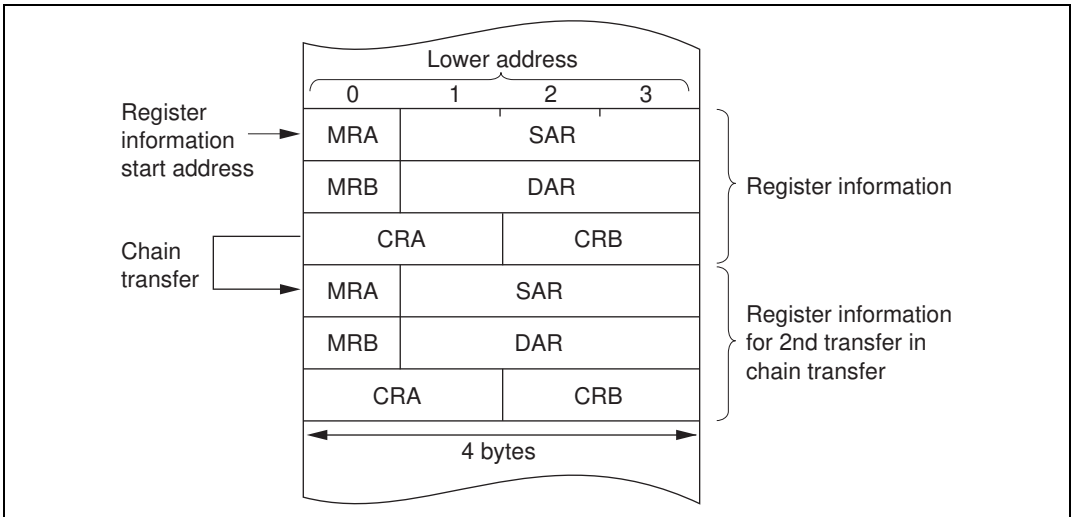 Lower address
0 1 2 3
Register
information
start address
MRA SAR
MRB DAR
Register information
CRA CRB
Chain
transfer
MRA SAR
MRB DAR
Register information
for 2nd transfer in
chain transfer
CRA CRB
4 bytes